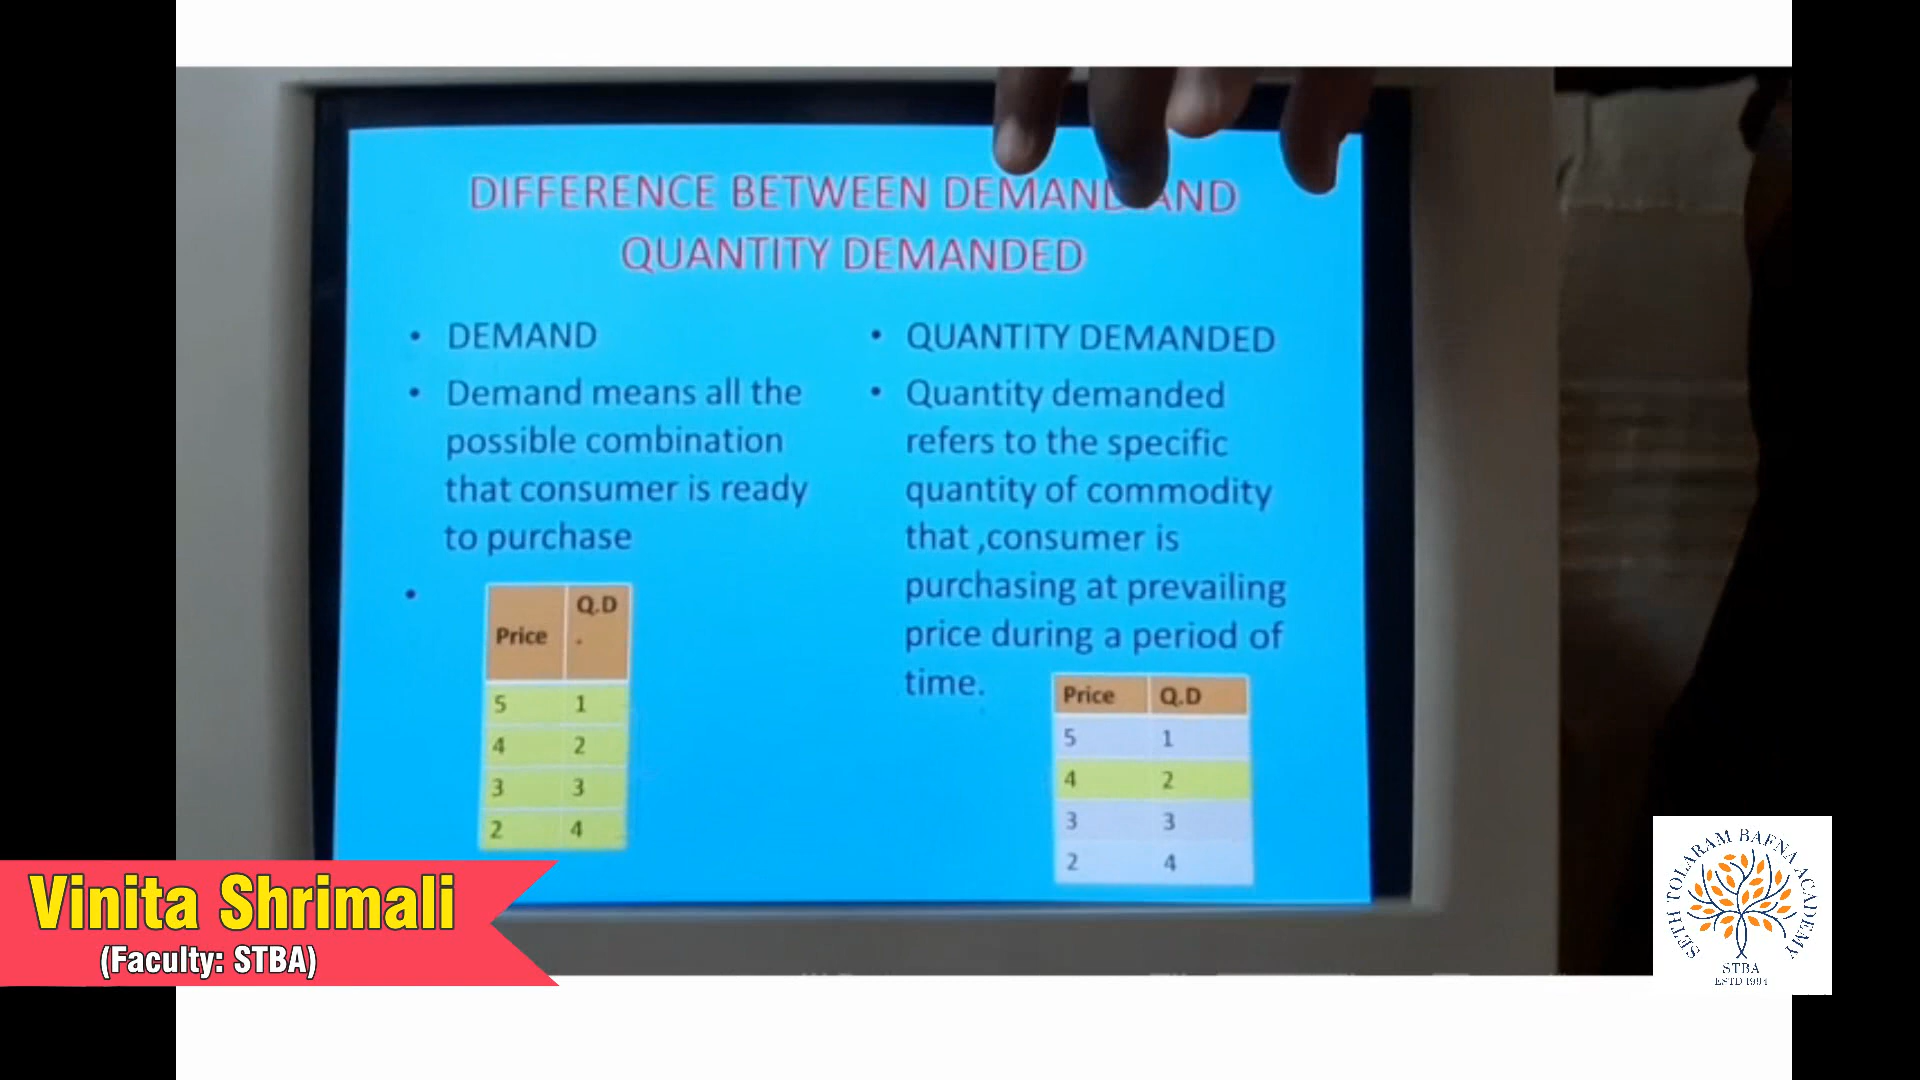 DIFFERENCE BETWEEN DEMAND AND
QUANTITY DEMANDED
• DEMAND
• Demand means all the
possible combination
that consumer is ready
to purchase
•
Price Q.D
.
5 1
4 2
3 3
2 4
• QUANTITY DEMANDED
• Quantity demanded
refers to the specific
quantity of commodity
that ,consumer is
purchasing at prevailing
price during a period of
time.
Price Q.D
5 1
4 2
3 3
2 4
Vinita Shrimali
(Faculty: STBA)
SETH TOLARAM BAFNA ACADEMY
STBA
ESTD 1994